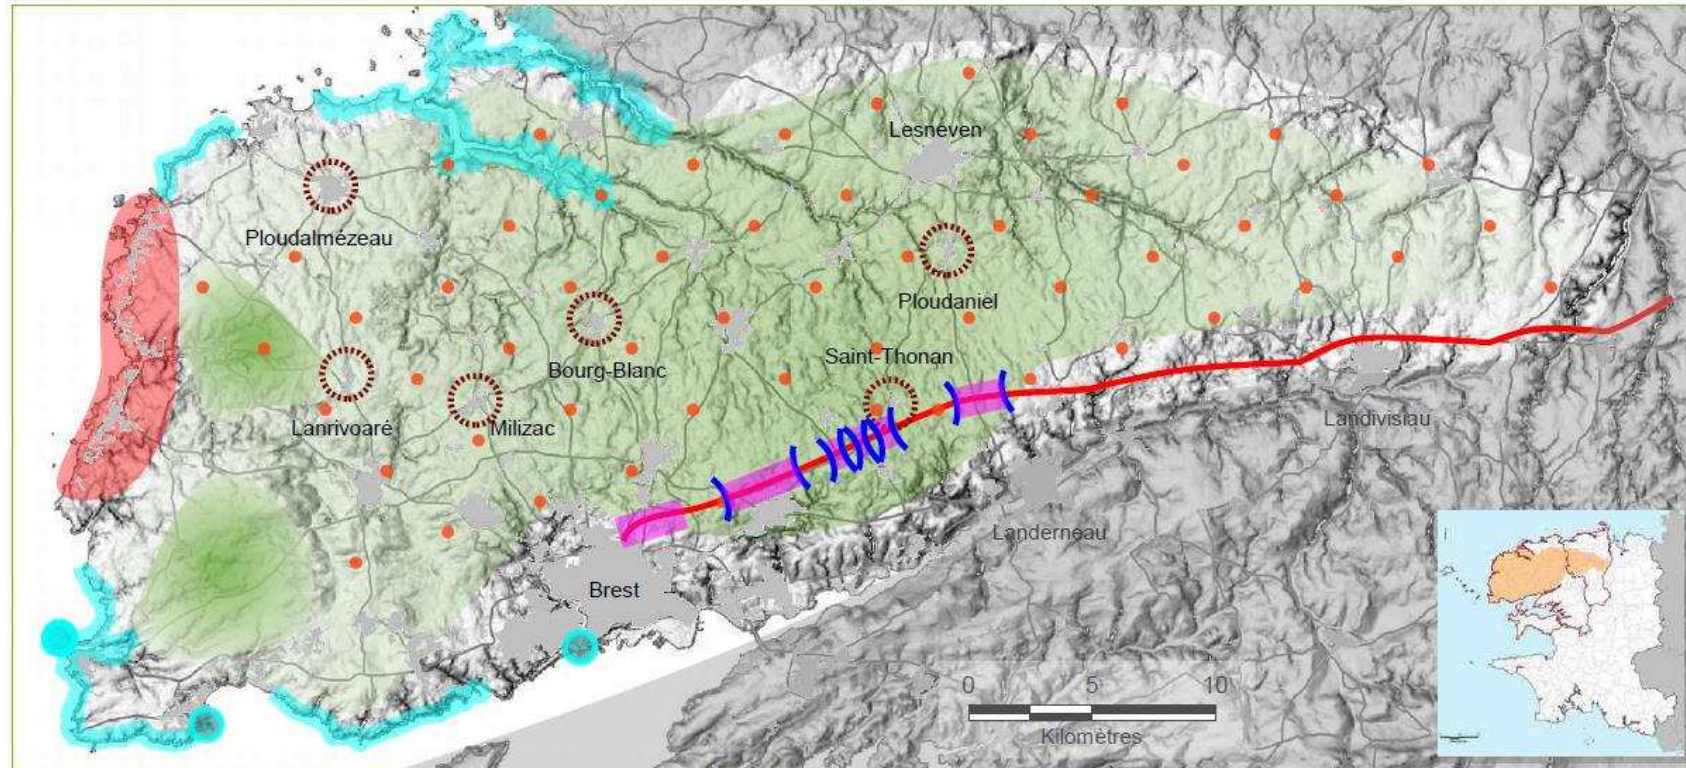 Lesneven
Ploudalmézeau
Ploudaniel
Saint-Thonan
Bourg-Blanc
Lanrivoaré
Milizac
Landivisiau
Landerneau
Brest
0 5 10
Kilomètres